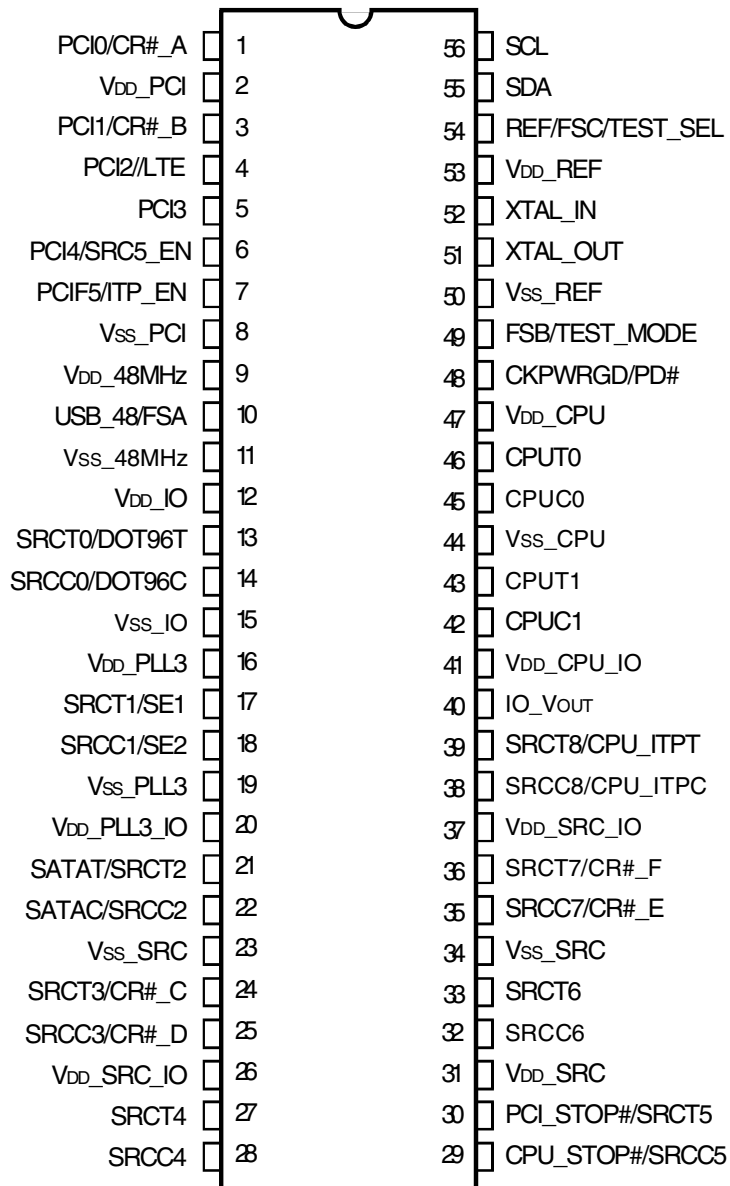 PCI0/CR#_A 1 56 SCL
VDD_PCI 2 55 SDA
PCI1/CR#_B 3 54 REF/FSC/TEST_SEL
PCI2//LTE 4 53 VDD_REF
PCI3 5 52 XTAL_IN
PCI4/SRC5_EN 6 51 XTAL_OUT
PCIF5/ITP_EN 7 50 VSS_REF
VSS_PCI 8 49 FSB/TEST_MODE
VDD_48MHz 9 48 CKPWRGD/PD#
USB_48/FSA 10 47 VDD_CPU
VSS_48MHz 11 46 CPUT0
VDD_IO 12 45 CPUC0
SRCT0/DOT96T 13 44 VSS_CPU
SRCC0/DOT96C 14 43 CPUT1
VSS_IO 15 42 CPUC1
VDD_PLL3 16 41 VDD_CPU_IO
SRCT1/SE1 17 40 IO_VOUT
SRCC1/SE2 18 39 SRCT8/CPU_ITPT
VSS_PLL3 19 38 SRCC8/CPU_ITPC
VDD_PLL3_IO 20 37 VDD_SRC_IO
SATAT/SRCT2 21 36 SRCT7/CR#_F
SATAC/SRCC2 22 35 SRCC7/CR#_E
VSS_SRC 23 34 VSS_SRC
SRCT3/CR#_C 24 33 SRCT6
SRCC3/CR#_D 25 32 SRCC6
VDD_SRC_IO 26 31 VDD_SRC
SRCT4 27 30 PCI_STOP#/SRCT5
SRCC4 28 29 CPU_STOP#/SRCC5